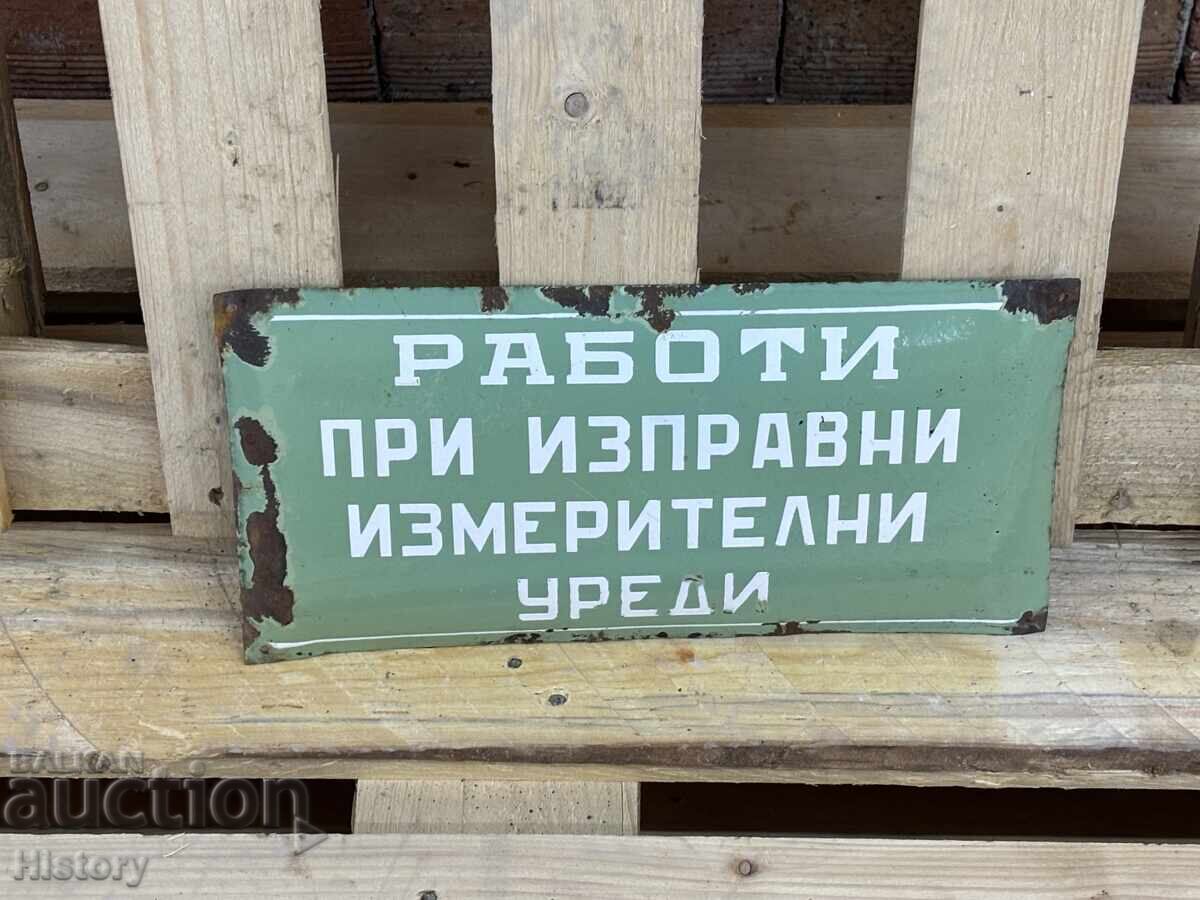 РАБОТИ
ПРИ ИЗПРАВНИ
ИЗМЕРИТЕЛНИ
УРЕДИ
BALKAN
auction
History